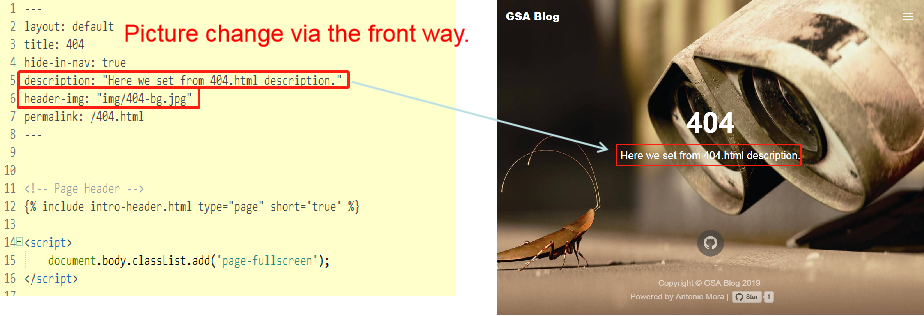 1 ---
2 layout: default
3 title: 404
4 hide-in-nav: true
5 description: "Here we set from 404.html description."
6 header-img: "img/404-bg.jpg"
7 permalink: /404.html
8 ---
9
10
11 <!-- Page Header -->
12 {% include intro-header.html type="page" short='true' %}
13
14 <script>
15 document.body.classList.add('page-fullscreen');
16 </script>
17
Picture change via the front way.
GSA Blog
404
Here we set from 404.html description.
Copyright © GSA Blog 2019
Powered by Antonio Mora | Star 1